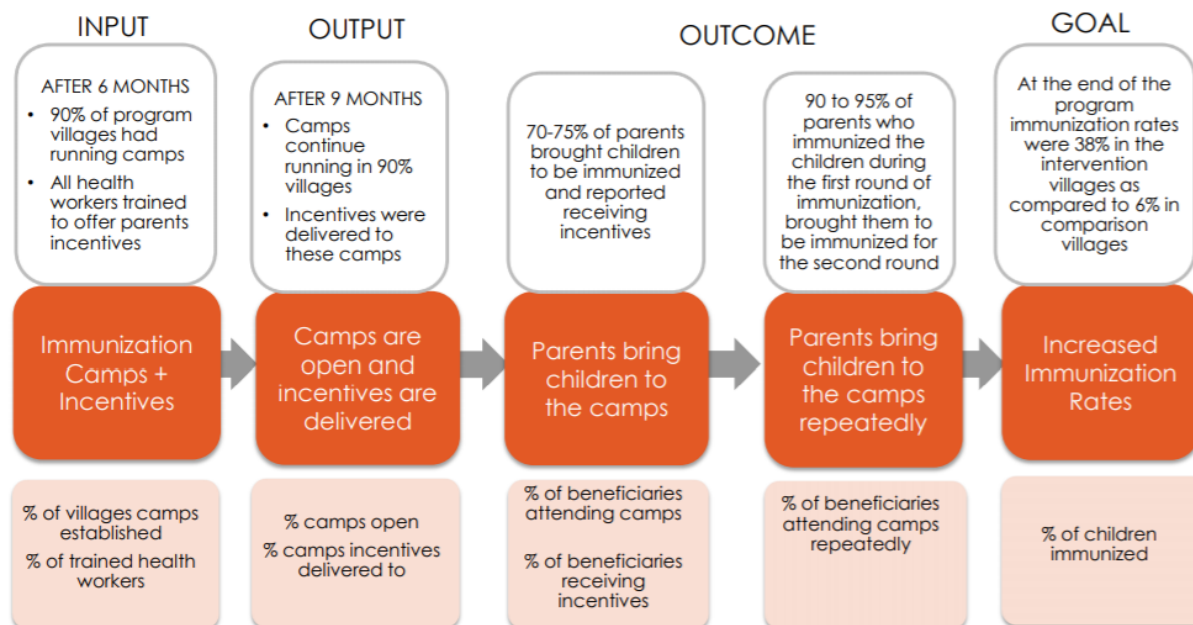 INPUT
OUTPUT
OUTCOME
GOAL
AFTER 6 MONTHS
• 90% of program
villages had
running camps
• All health
workers trained
to offer parents
incentives
AFTER 9 MONTHS
• Camps
continue
running in 90%
villages
• Incentives were
delivered to
these camps
70-75% of parents
brought children
to be immunized
and reported
receiving
incentives
90 to 95% of
parents who
immunized the
children during
the first round of
immunization,
brought them to
be immunized for
the second round
At the end of the
program
immunization rates
were 38% in the
intervention
villages as
compared to 6% in
comparison
villages
Immunization
Camps +
Incentives
Camps are
open and
incentives are
delivered
Parents bring
children to
the camps
Parents bring
children to
the camps
repeatedly
Increased
Immunization
Rates
% of villages camps
established
% of trained health
workers
% camps open
% camps incentives
delivered to
% of beneficiaries
attending camps
% of beneficiaries
receiving
incentives
% of beneficiaries
attending camps
repeatedly
% of children
immunized